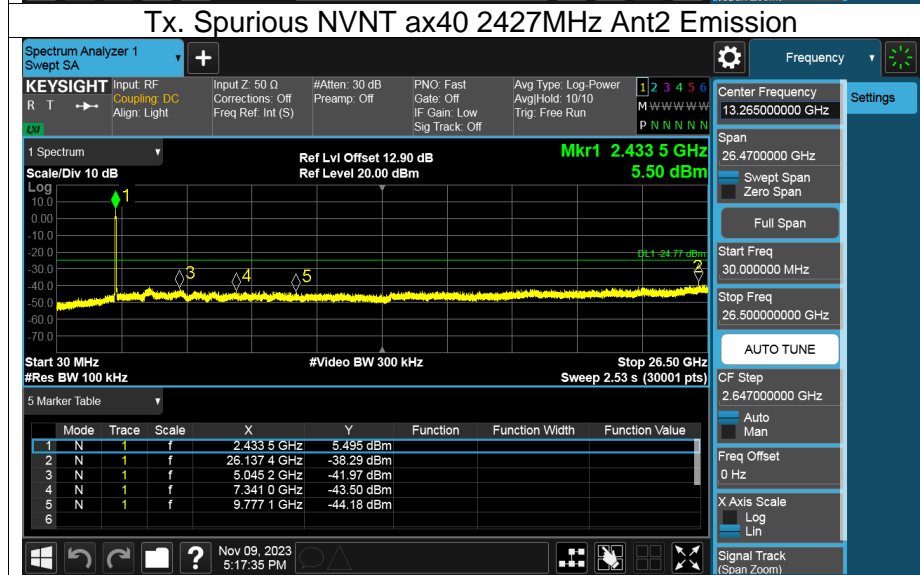 (Span Zoom)
Tx. Spurious NVNT ax40 2427MHz Ant2 Emission
Spectrum Analyzer 1
Swept SA
+
Frequency
KEYSIGHT
R T
LXI
Input: RF
Coupling: DC
Align: Light
Input Z: 50 Ω
Corrections: Off
Freq Ref: Int (S)
#Atten: 30 dB
Preamp: Off
PNO: Fast
Gate: Off
IF Gain: Low
Sig Track: Off
Avg Type: Log-Power
Avg|Hold: 10/10
Trig: Free Run
1 2 3 4 5 6
M W W W W W
P N N N N N
1 Spectrum
Scale/Div 10 dB
Ref Lvl Offset 12.90 dB
Ref Level 20.00 dBm
Mkr1 2.433 5 GHz
5.50 dBm
Log
10.0
0.00
-10.0
-20.0
-30.0
-40.0
-50.0
-60.0
-70.0
1
3
4
5
2
DL1 -24.77 dBm
Start 30 MHz
#Video BW 300 kHz
Stop 26.50 GHz
#Res BW 100 kHz
Sweep 2.53 s (30001 pts)
5 Marker Table
Mode Trace Scale X Y Function Function Width Function Value
1 N 1 f 2.433 5 GHz 5.495 dBm
2 N 1 f 26.137 4 GHz -38.29 dBm
3 N 1 f 5.045 2 GHz -41.97 dBm
4 N 1 f 7.341 0 GHz -43.50 dBm
5 N 1 f 9.777 1 GHz -44.18 dBm
6
?
Nov 09, 2023
5:17:35 PM
Center Frequency
13.265000000 GHz
Settings
Span
26.4700000 GHz
Swept Span
Zero Span
Full Span
Start Freq
30.000000 MHz
Stop Freq
26.500000000 GHz
AUTO TUNE
CF Step
2.647000000 GHz
Auto
Man
Freq Offset
0 Hz
X Axis Scale
Log
Lin
Signal Track
(Span Zoom)